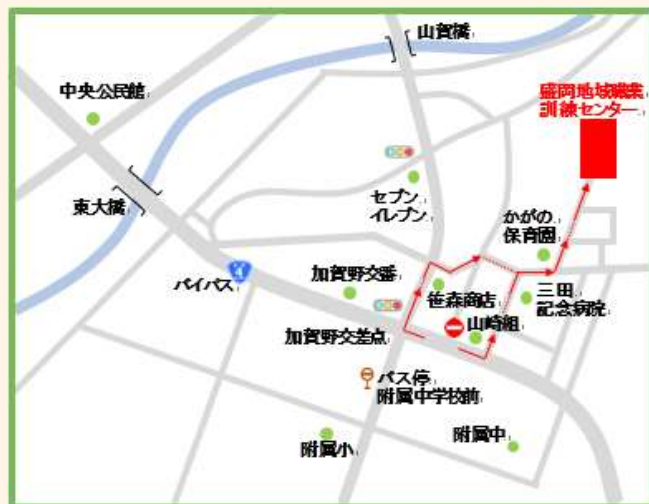 山賀橋
中央公民館
盛岡地域職業
訓練センター
東大橋
セブン
イレブン
かがの
保育園
4
バイパス
加賀野交番
笹森商店
三田
記念病院
山崎組
加賀野交差点
バス停
附属中学校前
附属小
附属中